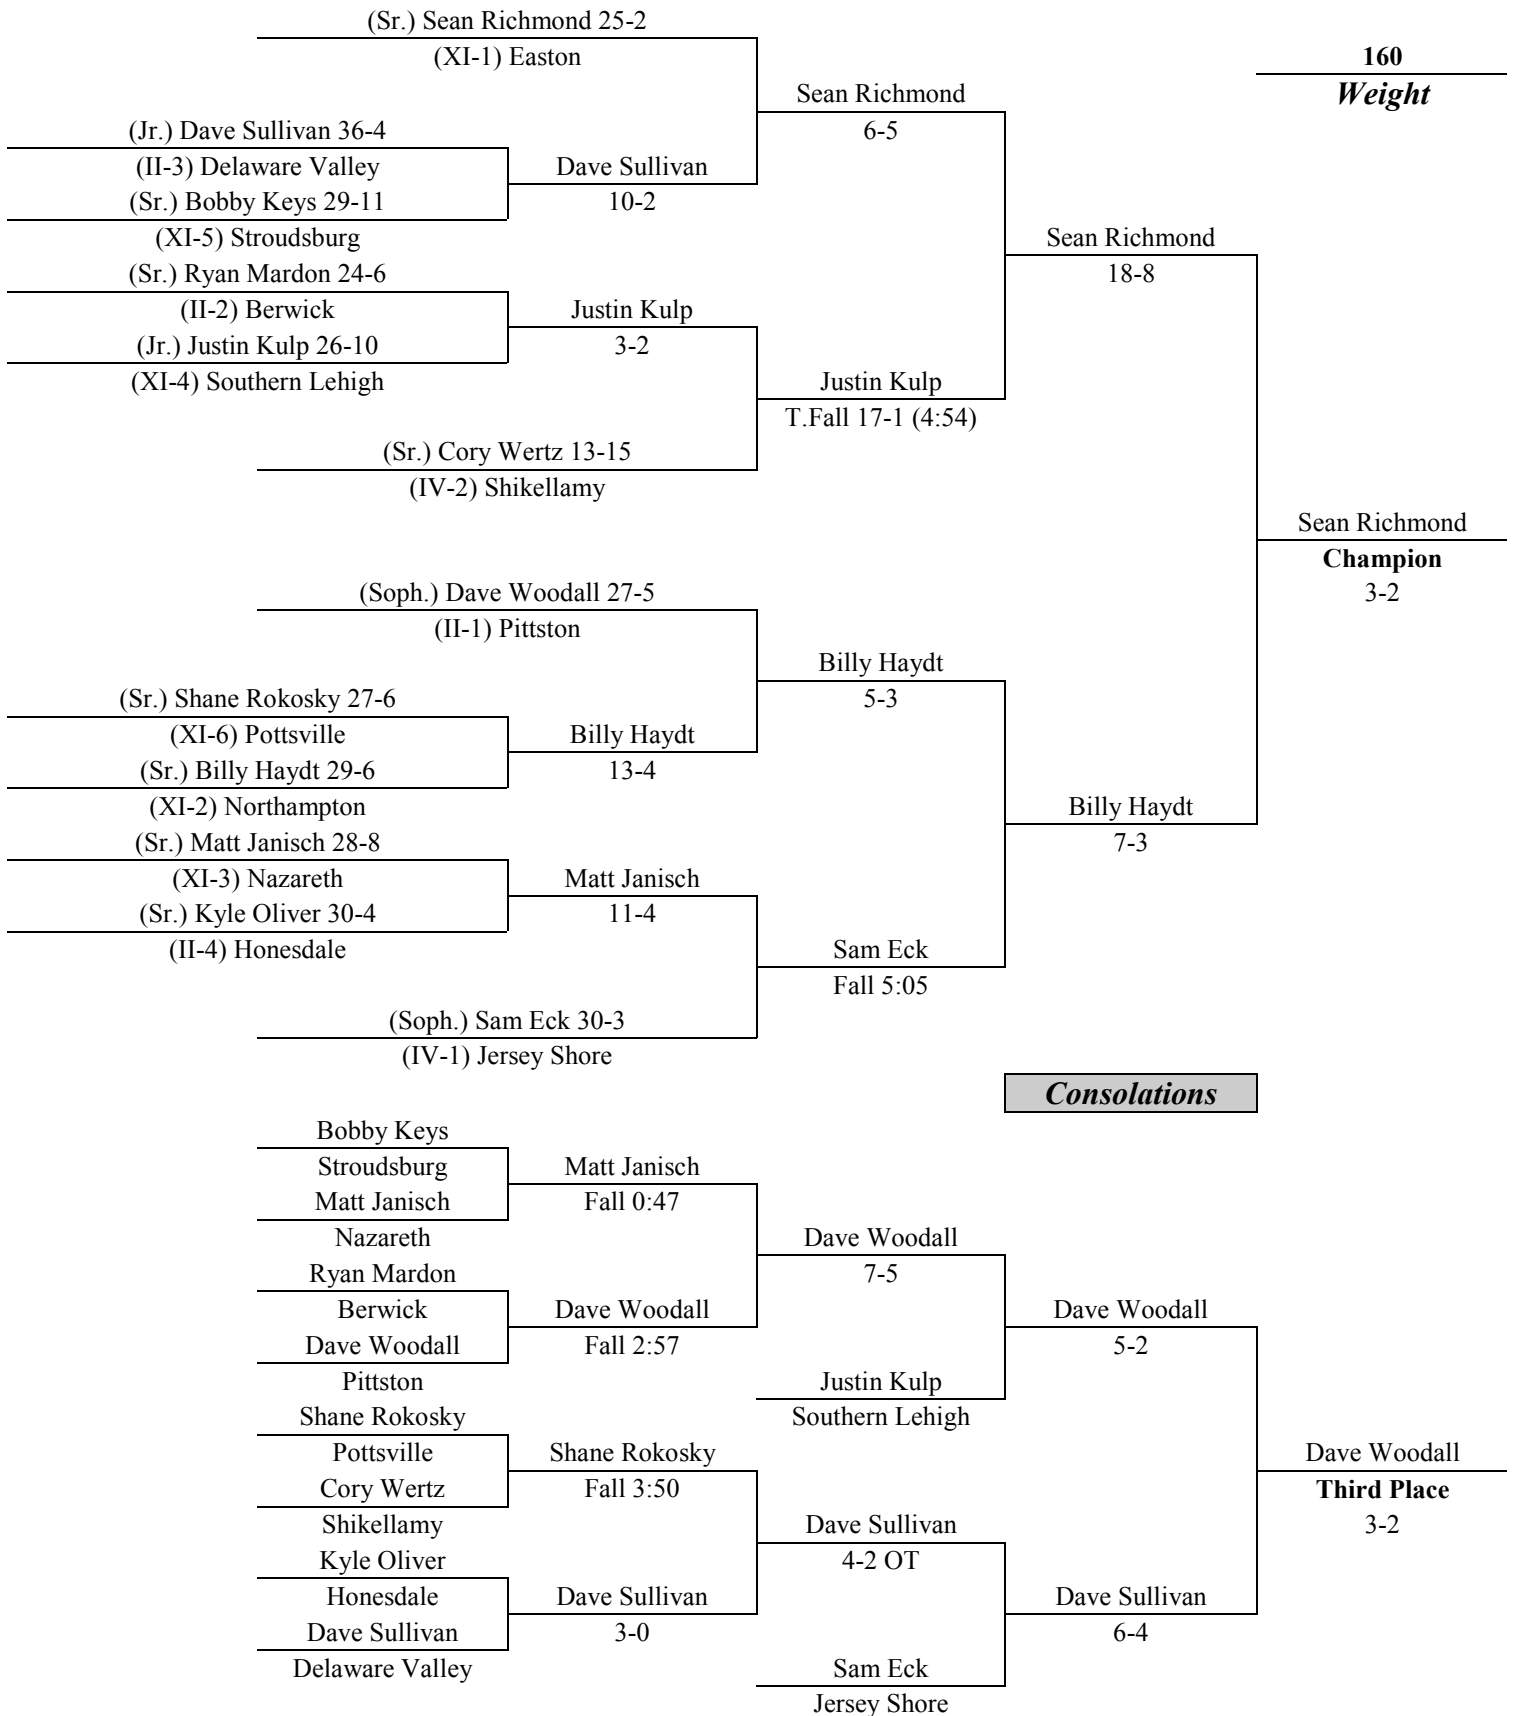 (Sr.) Sean Richmond 25-2
(XI-1) Easton
160
Weight
Sean Richmond
6-5
(Jr.) Dave Sullivan 36-4
(II-3) Delaware Valley
Dave Sullivan
(Sr.) Bobby Keys 29-11
10-2
(XI-5) Stroudsburg
Sean Richmond
(Sr.) Ryan Mardon 24-6
18-8
(II-2) Berwick
Justin Kulp
(Jr.) Justin Kulp 26-10
3-2
(XI-4) Southern Lehigh
Justin Kulp
T.Fall 17-1 (4:54)
(Sr.) Cory Wertz 13-15
(IV-2) Shikellamy
Sean Richmond
Champion
3-2
(Soph.) Dave Woodall 27-5
(II-1) Pittston
Billy Haydt
5-3
(Sr.) Shane Rokosky 27-6
(XI-6) Pottsville
Billy Haydt
(Sr.) Billy Haydt 29-6
13-4
(XI-2) Northampton
Billy Haydt
(Sr.) Matt Janisch 28-8
7-3
(XI-3) Nazareth
Matt Janisch
(Sr.) Kyle Oliver 30-4
11-4
(II-4) Honesdale
Sam Eck
Fall 5:05
(Soph.) Sam Eck 30-3
(IV-1) Jersey Shore
Consolations
Bobby Keys
Stroudsburg
Matt Janisch
Matt Janisch
Fall 0:47
Nazareth
Dave Woodall
Ryan Mardon
7-5
Berwick
Dave Woodall
Dave Woodall
Dave Woodall
Fall 2:57
5-2
Pittston
Justin Kulp
Shane Rokosky
Southern Lehigh
Pottsville
Shane Rokosky
Dave Woodall
Cory Wertz
Fall 3:50
Third Place
Shikellamy
Dave Sullivan
3-2
Kyle Oliver
4-2 OT
Honesdale
Dave Sullivan
Dave Sullivan
Dave Sullivan
3-0
6-4
Delaware Valley
Sam Eck
Jersey Shore